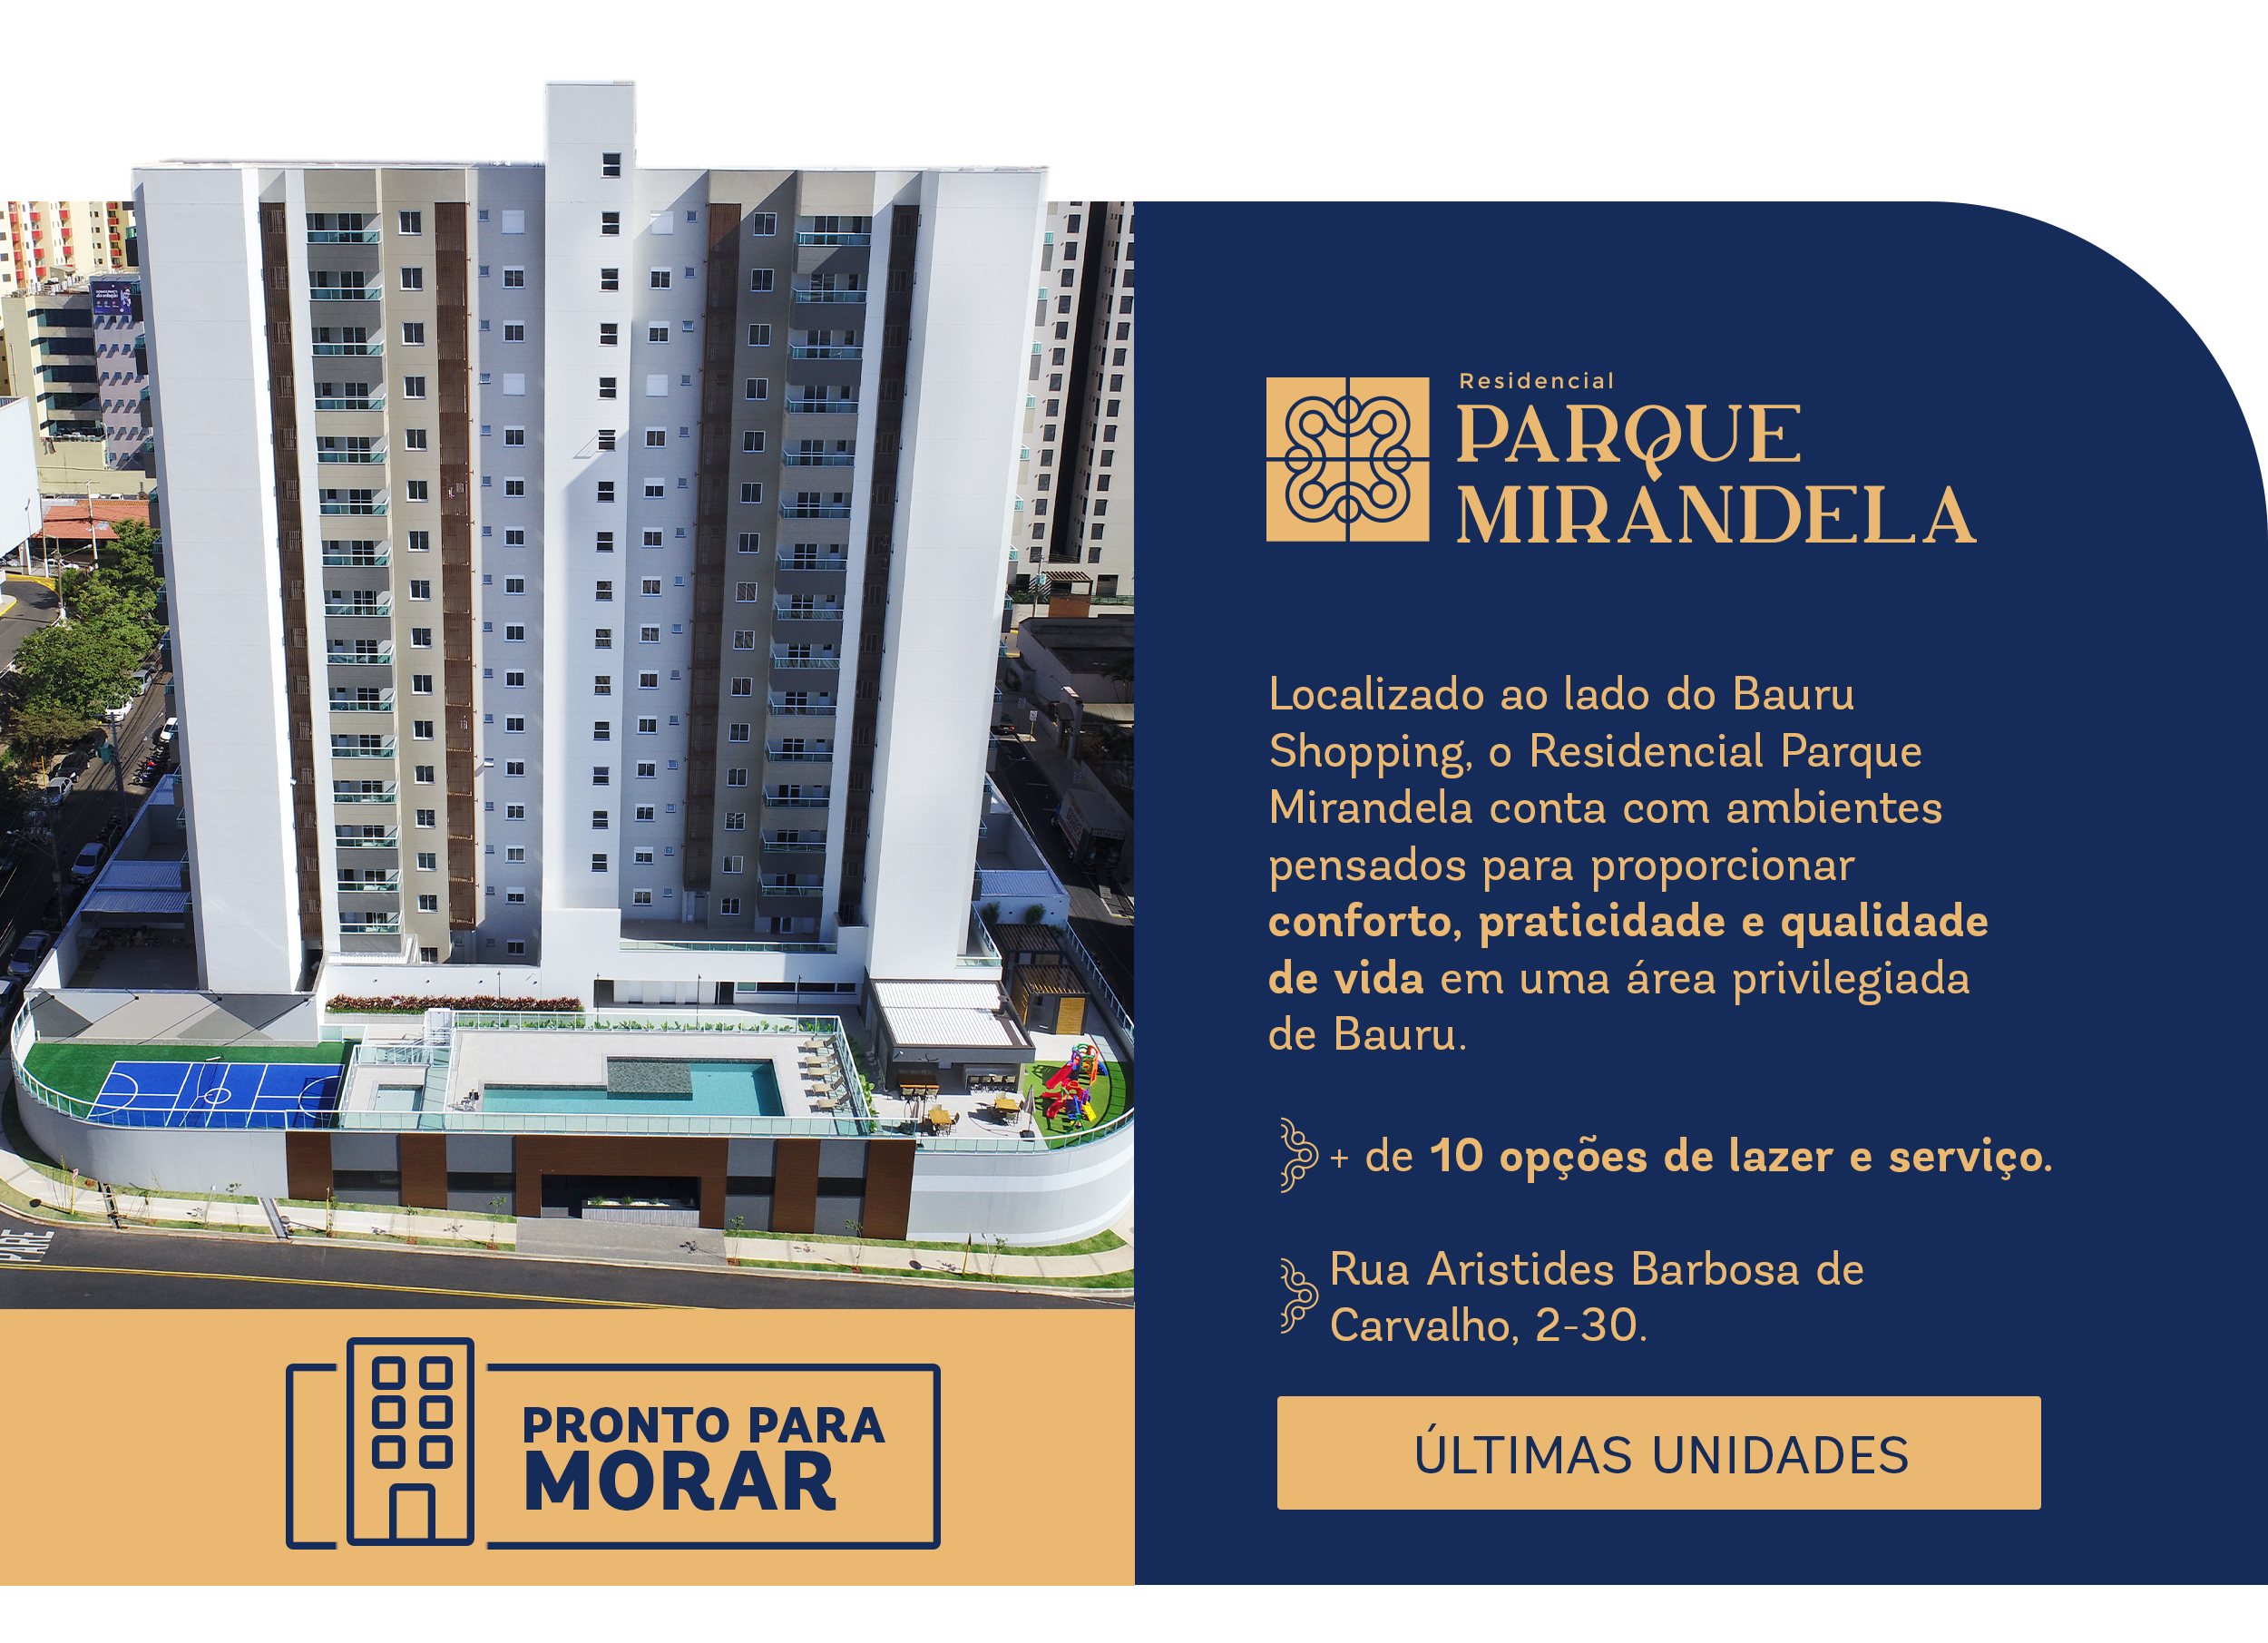 Residencial
PARQUE
MIRANDELA
Localizado ao lado do Bauru
Shopping, o Residencial Parque
Mirandela conta com ambientes
pensados para proporcionar
conforto, praticidade e qualidade
de vida em uma área privilegiada
de Bauru.
+ de 10 opções de lazer e serviço.
Rua Aristides Barbosa de
Carvalho, 2-30.
ÚLTIMAS UNIDADES
PARE
PRONTO PARA
MORAR